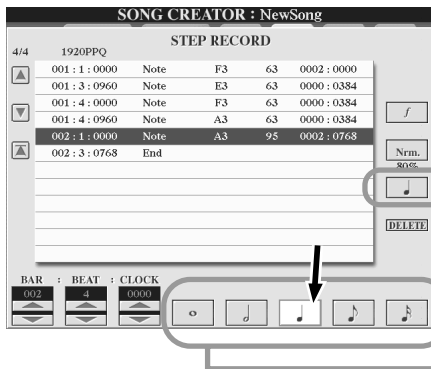 SONG CREATOR : NewSong
STEP RECORD
4/4 1920PPQ
001 : 1 : 0000 Note F3 63 0002 : 0000
001 : 3 : 0960 Note E3 63 0000 : 0384
001 : 4 : 0000 Note F3 63 0000 : 0384
001 : 4 : 0960 Note A3 63 0000 : 0384
002 : 1 : 0000 Note A3 95 0002 : 0768
002 : 3 : 0768 End
f
Nrm.
80%
DELETE
BAR : BEAT : CLOCK
002 4 0000